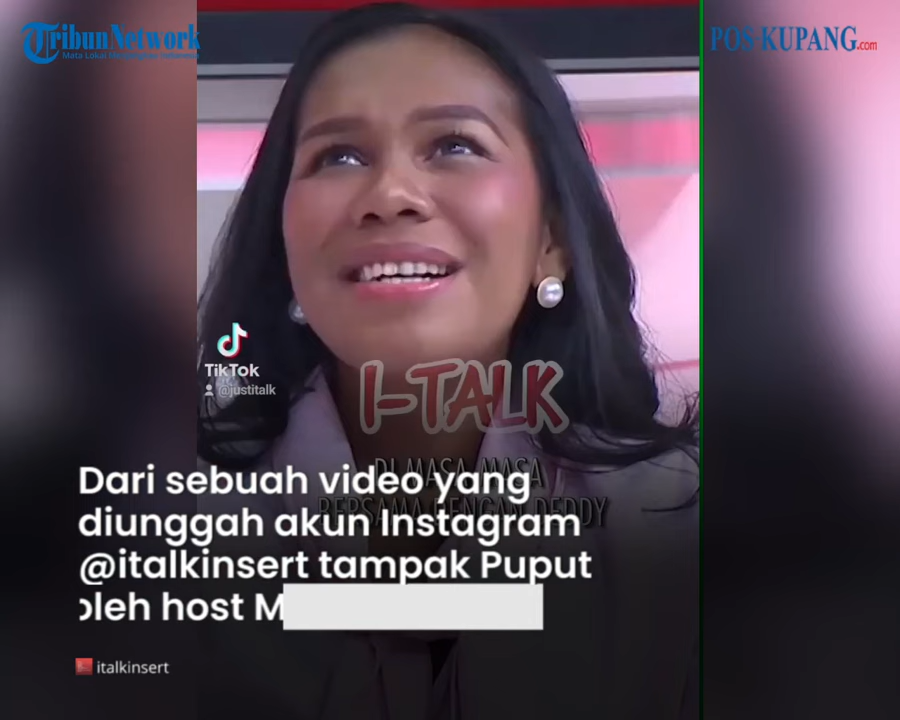 TribunNetwork
POS-KUPANG.com
TikTok
@justitalk
I-TALK
DI MASA-MASA
BERSAMA DENGAN DEDDY
Dari sebuah video yang
diunggah akun Instagram
@italkinsert tampak Puput
oleh host M
italkinsert